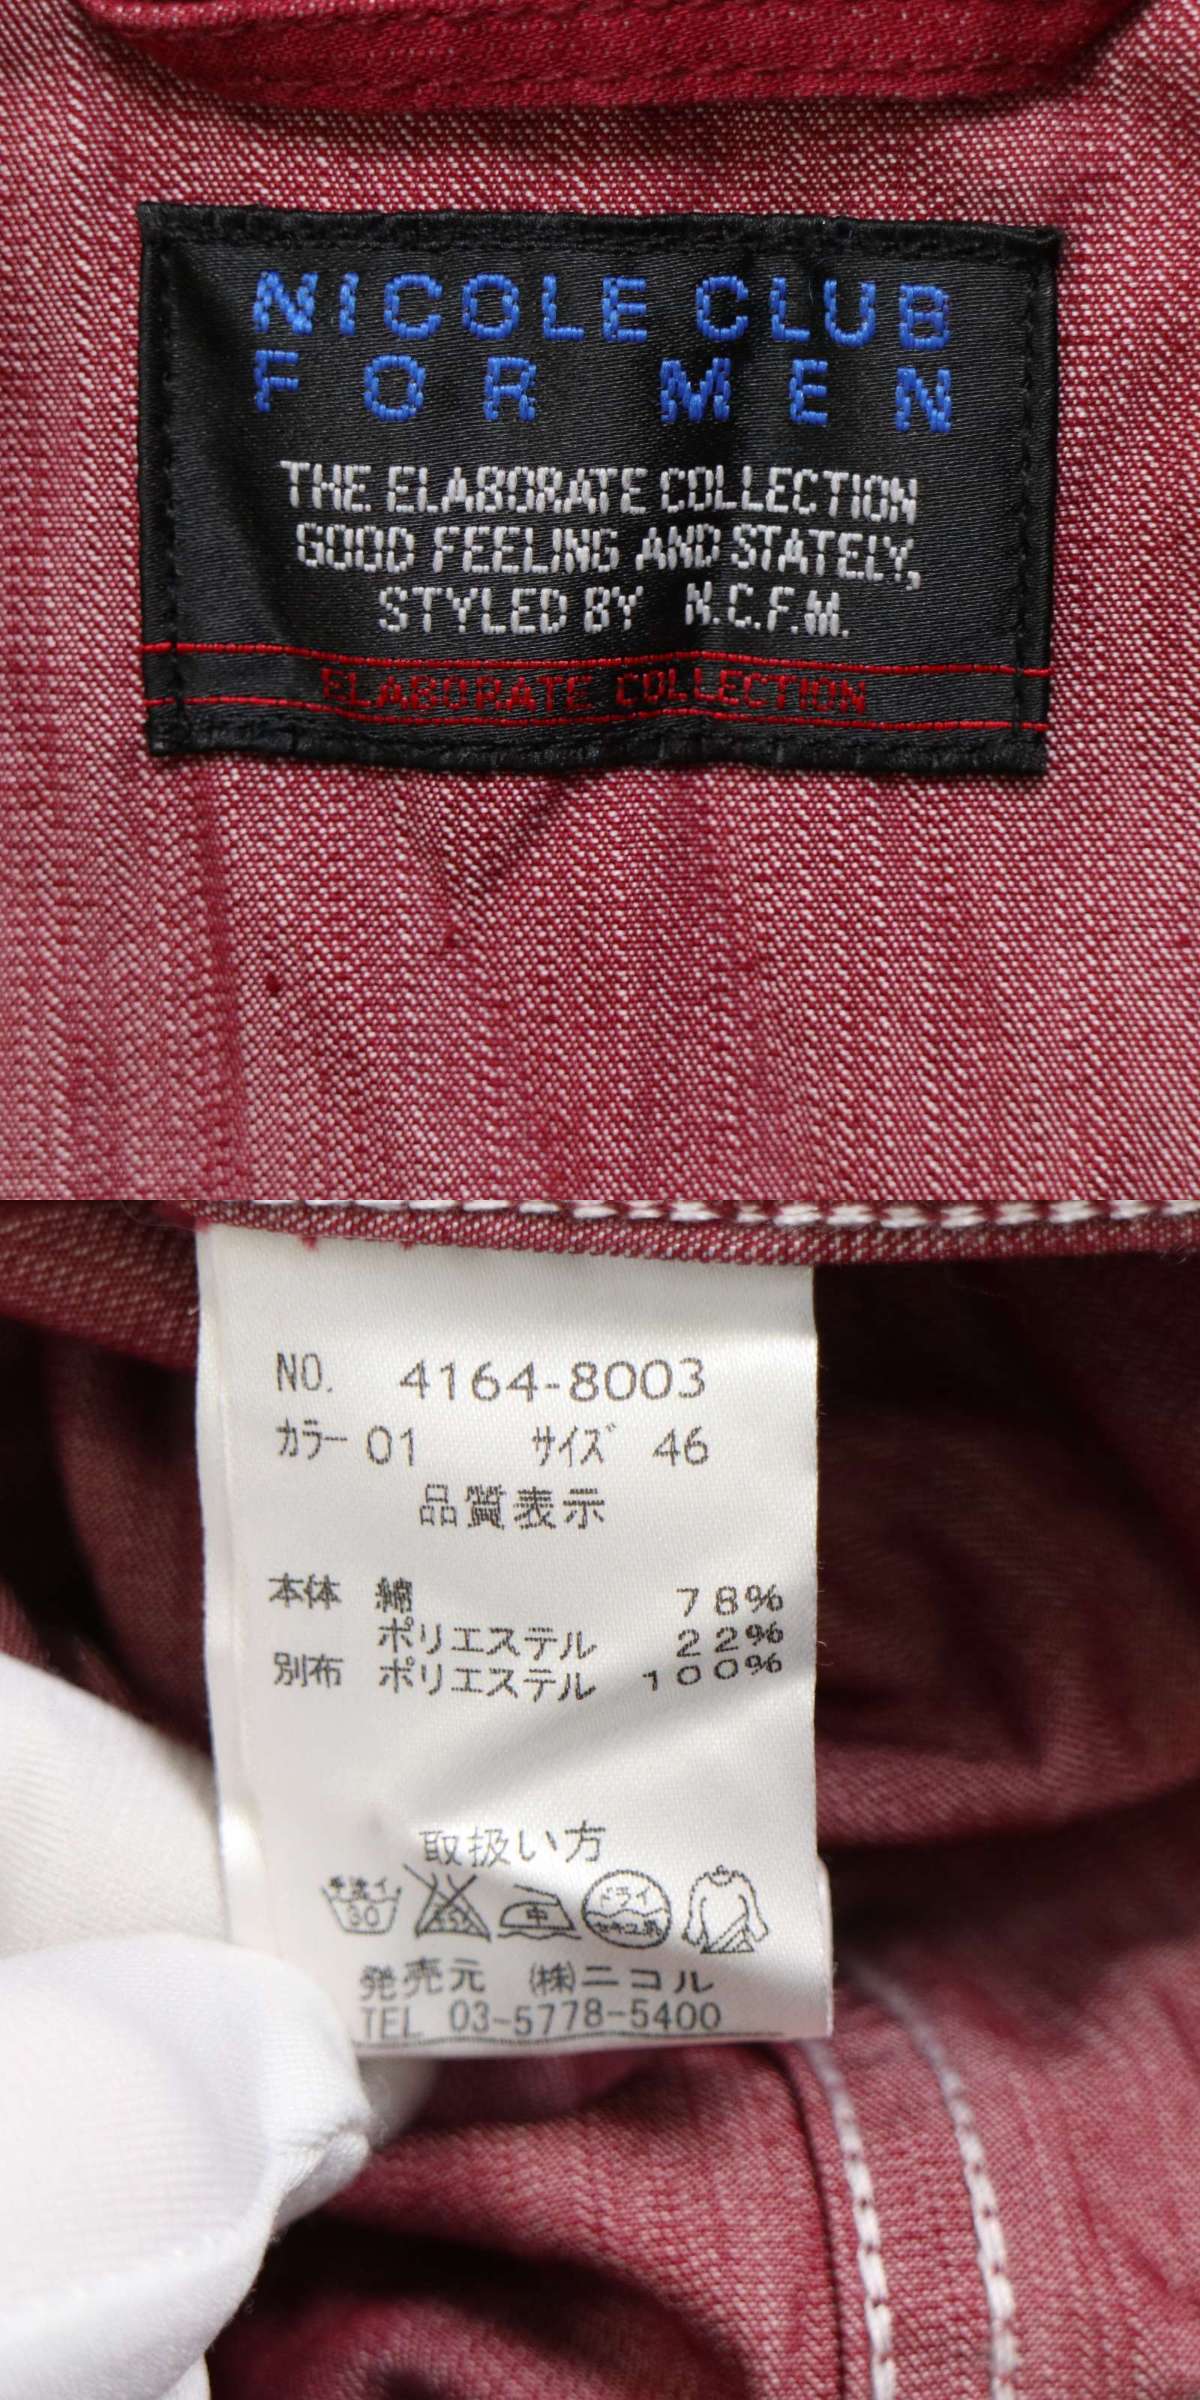 NICOLE CLUB
FOR MEN
THE ELABORATE COLLECTION
GOOD FEELING AND STATELY,
STYLED BY N.C.F.M.
ELABORATE COLLECTION
NO. 4164-8003
カラー 01 サイズ 46
品質表示
本体 綿 78%
ポリエステル 22%
別布 ポリエステル 100%
取扱い方
手洗イ 30 中 ドライ セキユ系
発売元 (株)ニコル
TEL 03-5778-5400